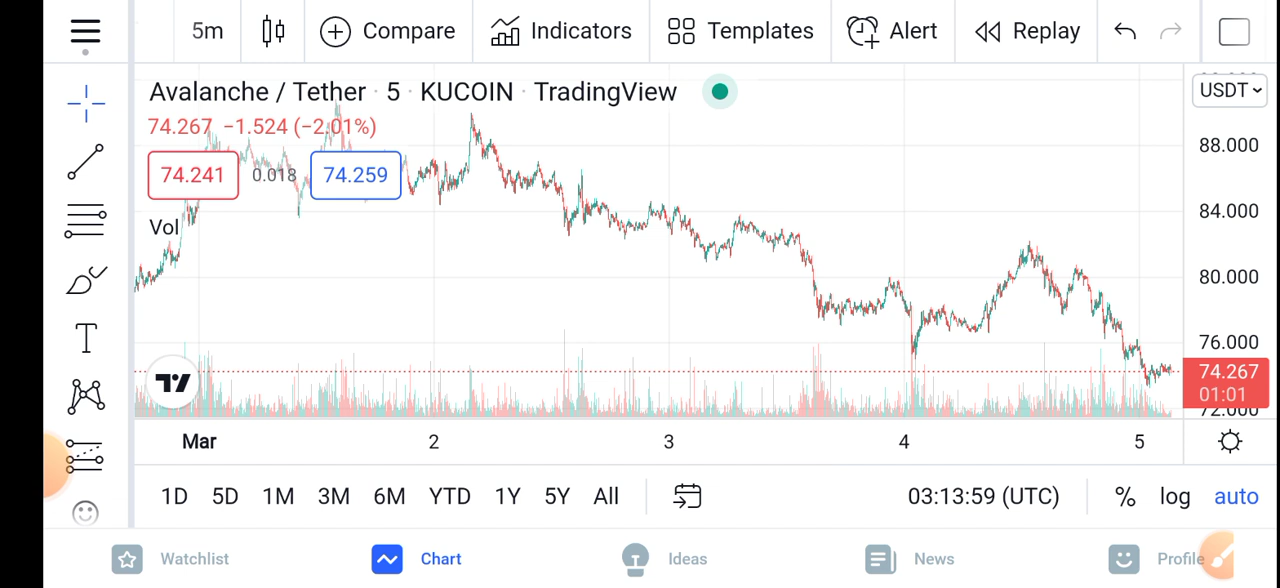 5m Compare Indicators Templates Alert Replay
Avalanche / Tether · 5 · KUCOIN · TradingView
USDT
74.267 −1.524 (−2.01%)
74.241 0.018 74.259
Vol
88.000
84.000
80.000
76.000
74.267
01:01
72.000
Mar 2 3 4 5
1D 5D 1M 3M 6M YTD 1Y 5Y All 03:13:59 (UTC) % log auto
Watchlist Chart Ideas News Profile